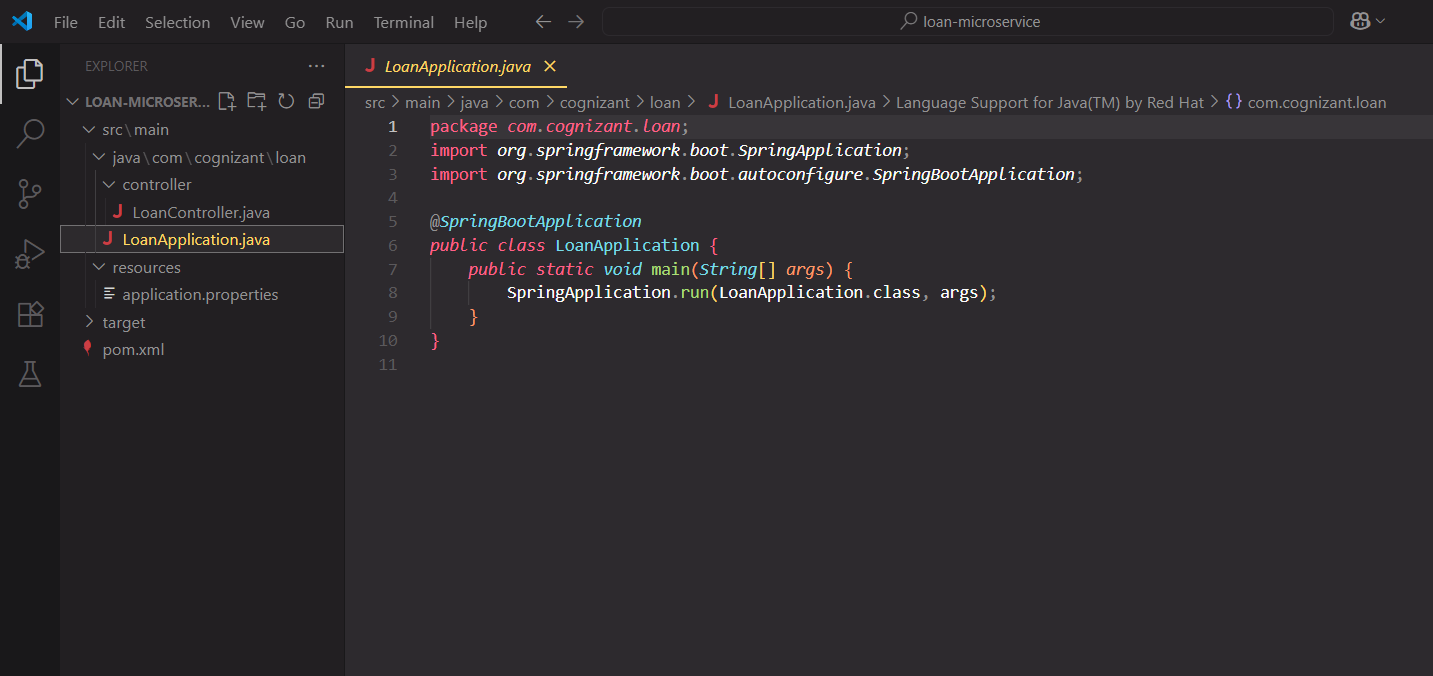 File Edit Selection View Go Run Terminal Help
loan-microservice
EXPLORER
LOAN-MICROSER...
src\main
java\com\cognizant\loan
controller
J LoanController.java
J LoanApplication.java
resources
application.properties
target
pom.xml
J LoanApplication.java
src > main > java > com > cognizant > loan > J LoanApplication.java > Language Support for Java(TM) by Red Hat > {} com.cognizant.loan
1 package com.cognizant.loan;
2 import org.springframework.boot.SpringApplication;
3 import org.springframework.boot.autoconfigure.SpringBootApplication;
4
5 @SpringBootApplication
6 public class LoanApplication {
7 public static void main(String[] args) {
8 SpringApplication.run(LoanApplication.class, args);
9 }
10 }
11